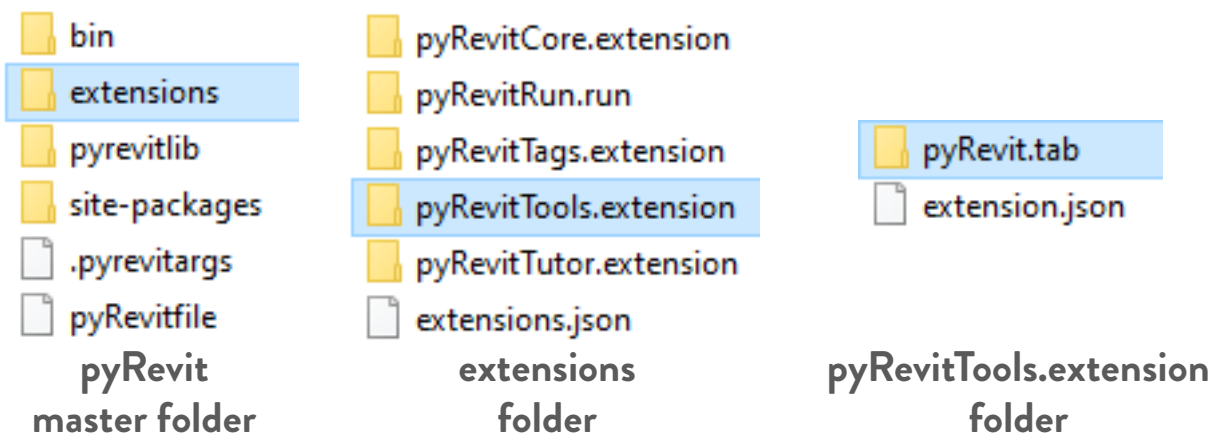 bin
extensions
pyrevitlib
site-packages
.pyrevitargs
pyRevitfile
pyRevit
master folder
pyRevitCore.extension
pyRevitRun.run
pyRevitTags.extension
pyRevitTools.extension
pyRevitTutor.extension
extensions.json
extensions
folder
pyRevit.tab
extension.json
pyRevitTools.extension
folder